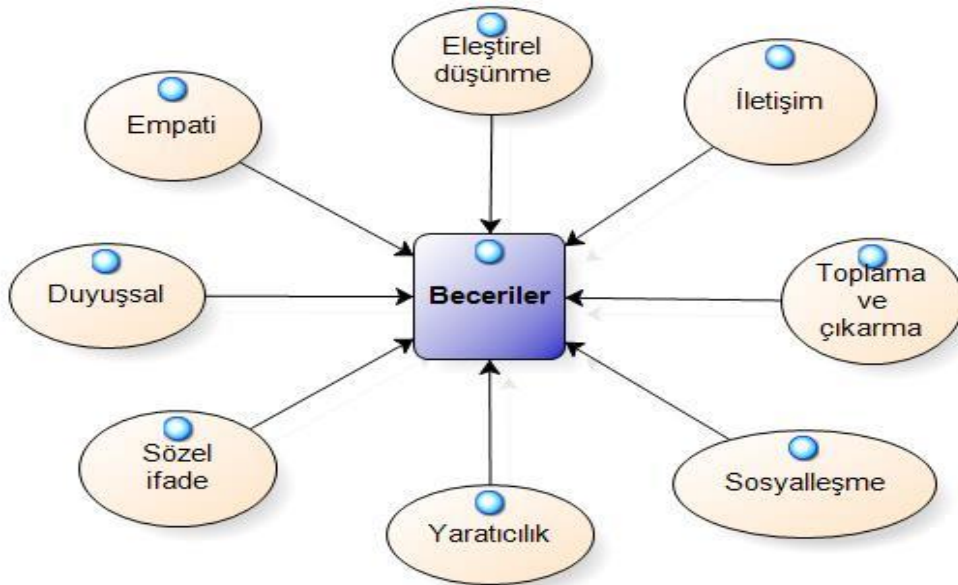 Eleştirel
düşünme
Empati
İletişim
Duyuşsal
Beceriler
Toplama
ve
çıkarma
Sözel
ifade
Yaratıcılık
Sosyalleşme